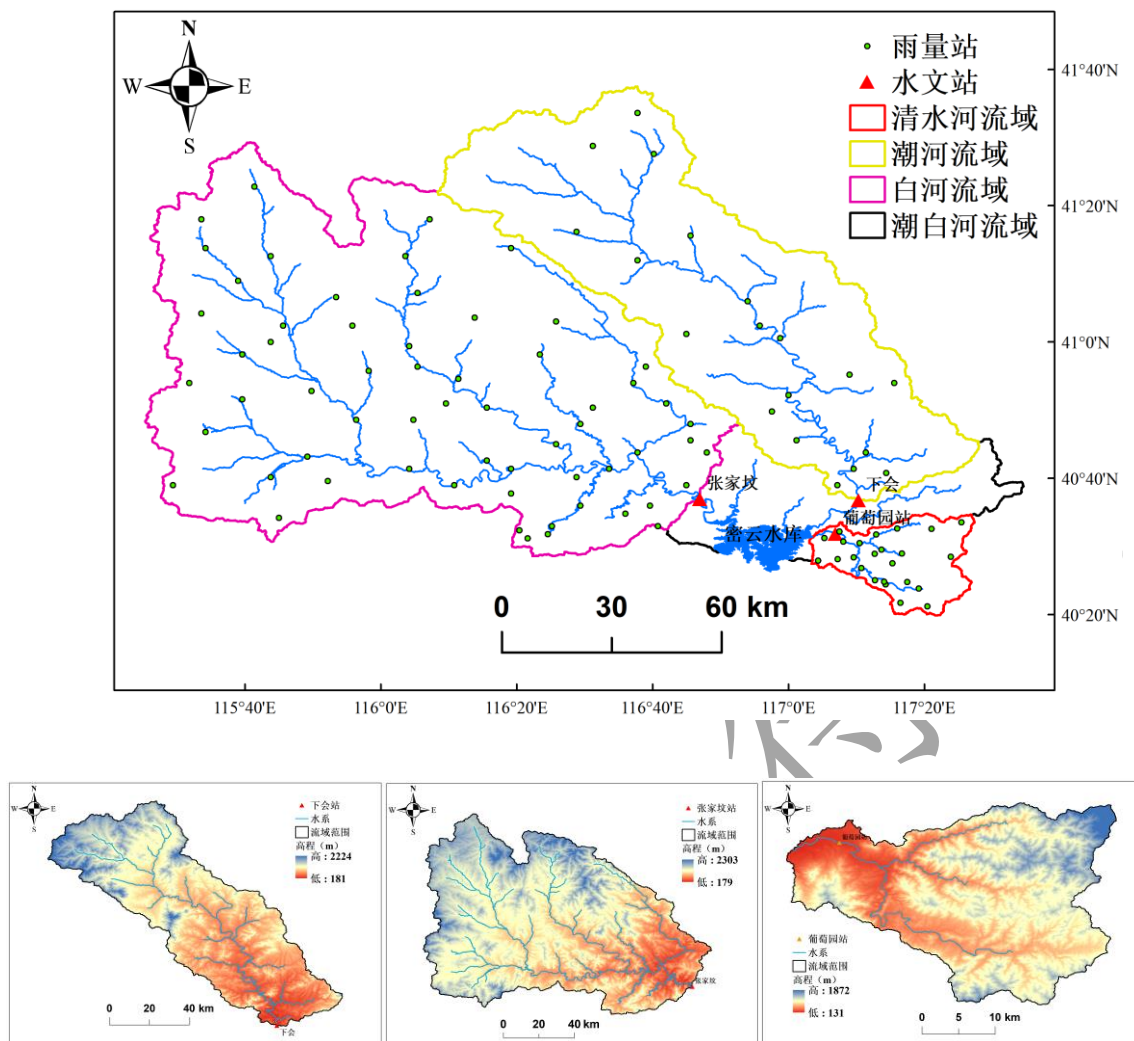 N
W
E
S
雨量站
水文站
清水河流域
潮河流域
白河流域
潮白河流域
41°40'N
41°20'N
41°0'N
40°40'N
40°20'N
张家坟
下会
葡萄园站
密云水库
0 30 60 km
115°40'E 116°0'E 116°20'E 116°40'E 117°0'E 117°20'E
N
W E
S
下会站
水系
流域范围
高程（m）
高：2224
低：181
0 20 40 km
下会
N
W E
S
张家坟站
水系
流域范围
高程（m）
高：2303
低：179
张家坟
0 20 40 km
N
W E
S
葡萄园站
葡萄园站
水系
流域范围
高程（m）
高：1872
低：131
0 5 10 km